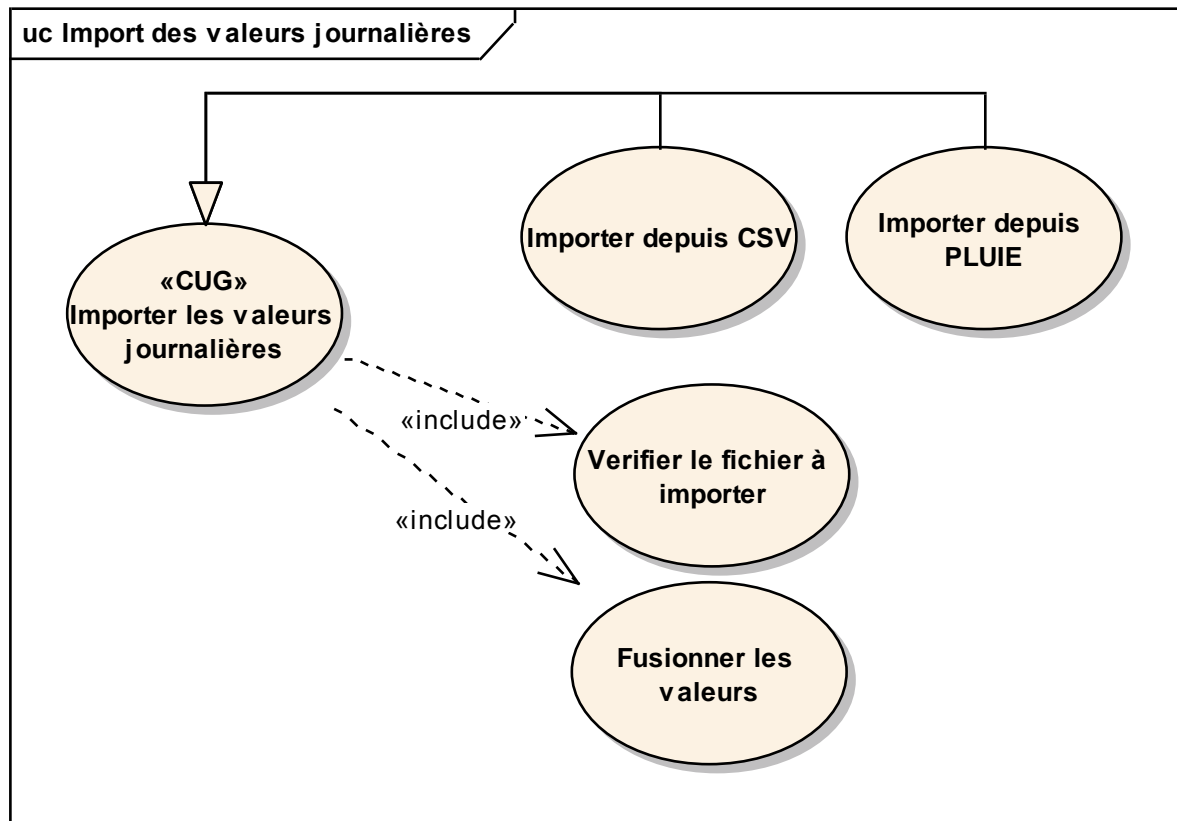 uc Import des valeurs journalières
Importer depuis CSV
Importer depuis
PLUIE
«CUG»
Importer les valeurs
journalières
«include»
Verifier le fichier à
importer
«include»
Fusionner les
valeurs